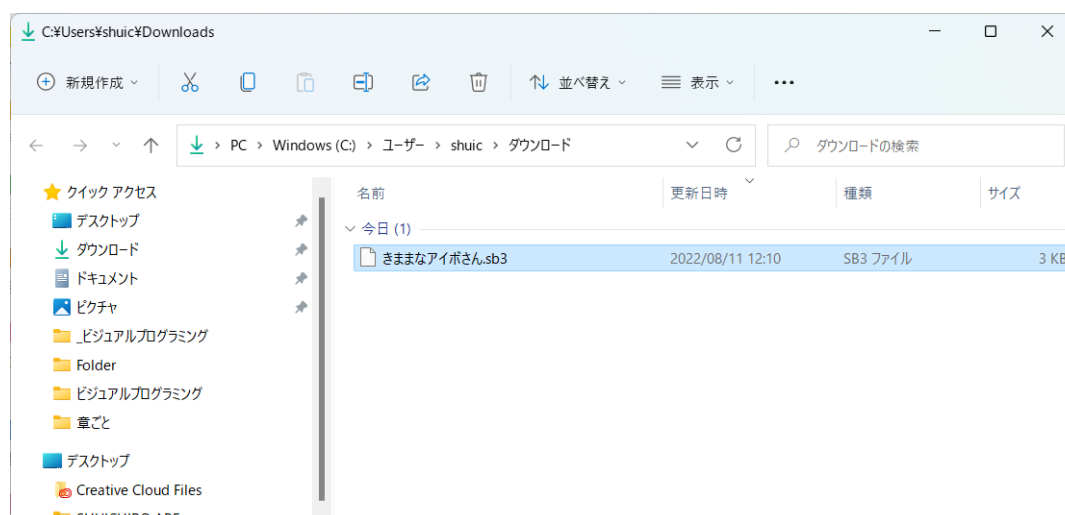 C:¥Users¥shuic¥Downloads
新規作成 並べ替え 表示
PC Windows (C:) ユーザー shuic ダウンロード ダウンロードの検索
名前 更新日時 種類 サイズ
今日 (1)
きままなアイボさん.sb3 2022/08/11 12:10 SB3 ファイル 3 KB
クイック アクセス
デスクトップ
ダウンロード
ドキュメント
ピクチャ
_ビジュアルプログラミング
Folder
ビジュアルプログラミング
章ごと
デスクトップ
Creative Cloud Files